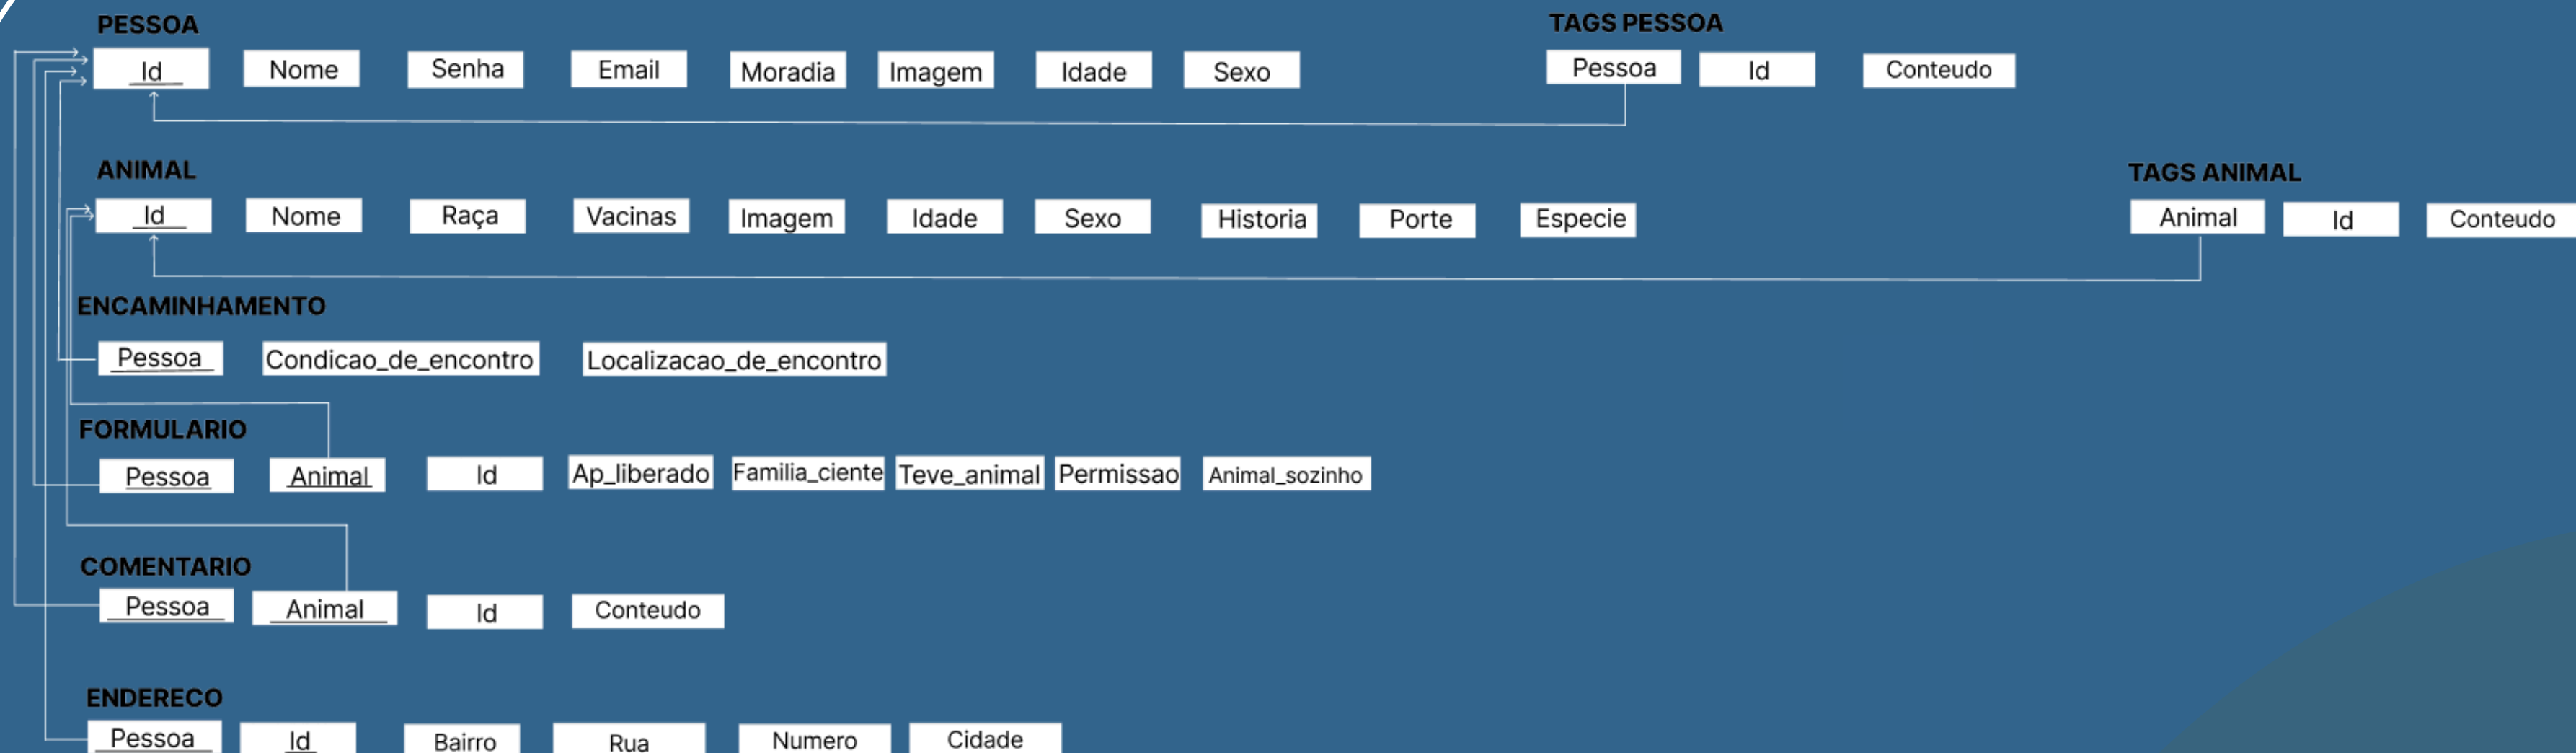 PESSOA
Id Nome Senha Email Moradia Imagem Idade Sexo
TAGS PESSOA
Pessoa Id Conteudo
ANIMAL
Id Nome Raça Vacinas Imagem Idade Sexo Historia Porte Especie
TAGS ANIMAL
Animal Id Conteudo
ENCAMINHAMENTO
Pessoa Condicao_de_encontro Localizacao_de_encontro
FORMULARIO
Pessoa Animal Id Ap_liberado Familia_ciente Teve_animal Permissao Animal_sozinho
COMENTARIO
Pessoa Animal Id Conteudo
ENDERECO
Pessoa Id Bairro Rua Numero Cidade